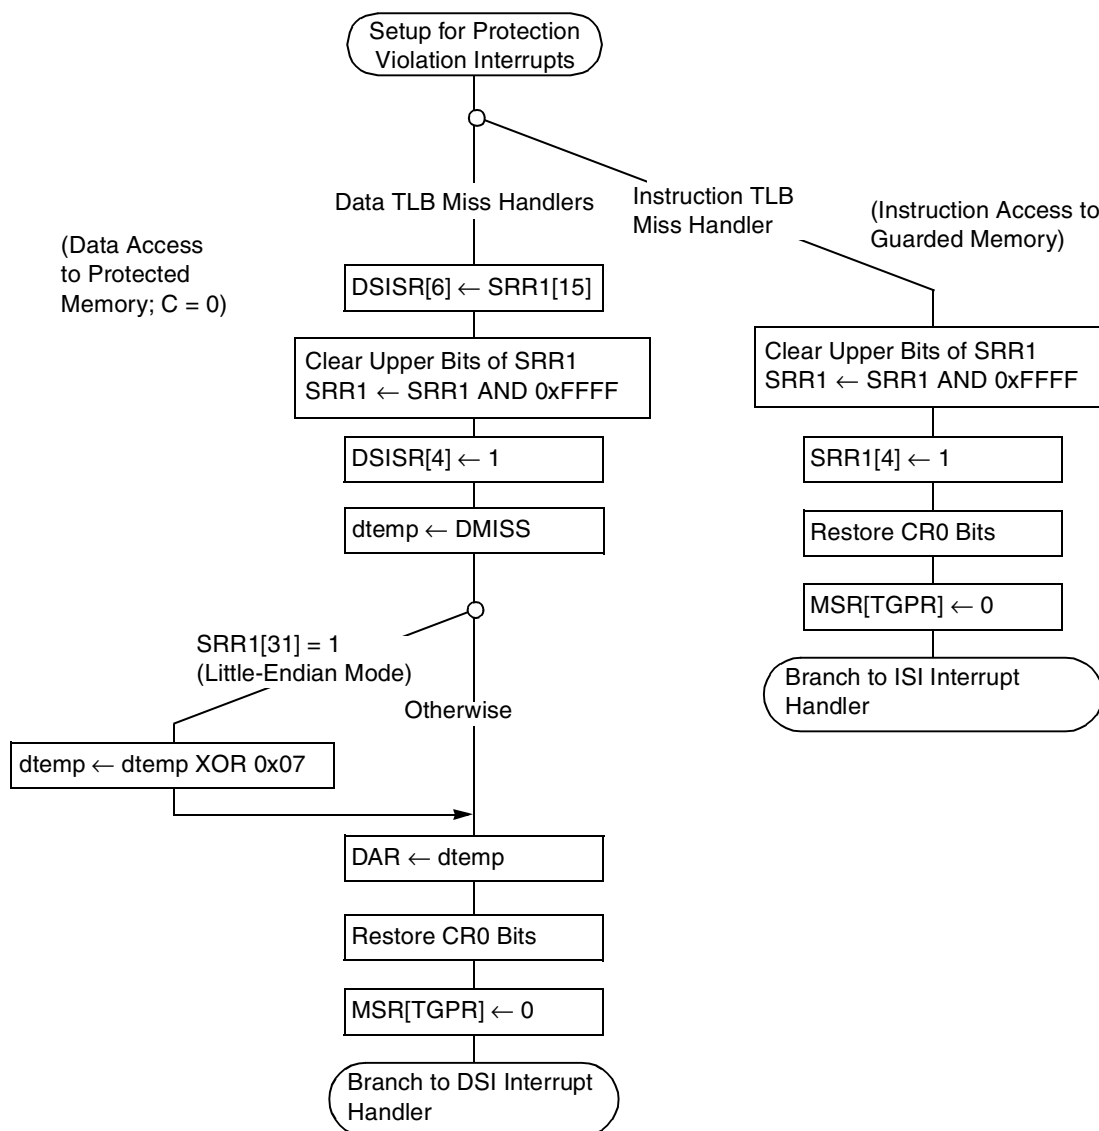 Setup for Protection
Violation Interrupts
Data TLB Miss Handlers
Instruction TLB
Miss Handler
(Instruction Access to
Guarded Memory)
(Data Access
to Protected
Memory; C = 0)
DSISR[6] ← SRR1[15]
Clear Upper Bits of SRR1
SRR1 ← SRR1 AND 0xFFFF
DSISR[4] ← 1
dtemp ← DMISS
Clear Upper Bits of SRR1
SRR1 ← SRR1 AND 0xFFFF
SRR1[4] ← 1
Restore CR0 Bits
MSR[TGPR] ← 0
Branch to ISI Interrupt
Handler
SRR1[31] = 1
(Little-Endian Mode)
Otherwise
dtemp ← dtemp XOR 0x07
DAR ← dtemp
Restore CR0 Bits
MSR[TGPR] ← 0
Branch to DSI Interrupt
Handler